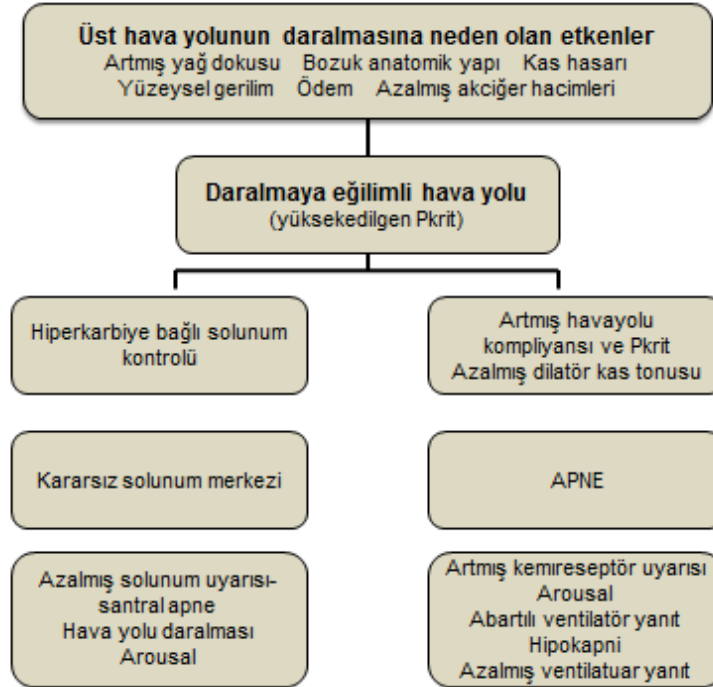 Üst hava yolunun daralmasına neden olan etkenler
Artmış yağ dokusu Bozuk anatomik yapı Kas hasarı
Yüzeysel gerilim Ödem Azalmış akciğer hacimleri
Daralmaya eğilimli hava yolu
(yüksekedilgen Pkrit)
Hiperkarbiye bağlı solunum
kontrolü
Artmış havayolu
kompliyansı ve Pkrit
Azalmış dilatör kas tonusu
Kararsız solunum merkezi
APNE
Azalmış solunum uyarısı-
santral apne
Hava yolu daralması
Arousal
Artmış kemıreseptör uyarısı
Arousal
Abartılı ventilatör yanıt
Hipokapni
Azalmış ventilatuar yanıt